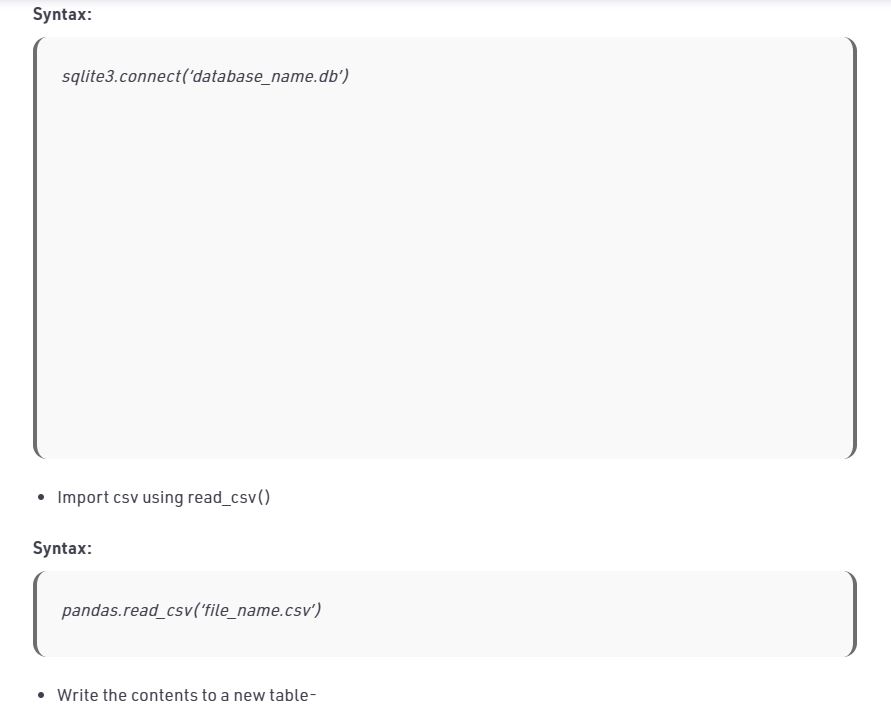 Syntax:
sqlite3.connect(‘database_name.db’)
• Import csv using read_csv()
Syntax:
pandas.read_csv(‘file_name.csv’)
• Write the contents to a new table-